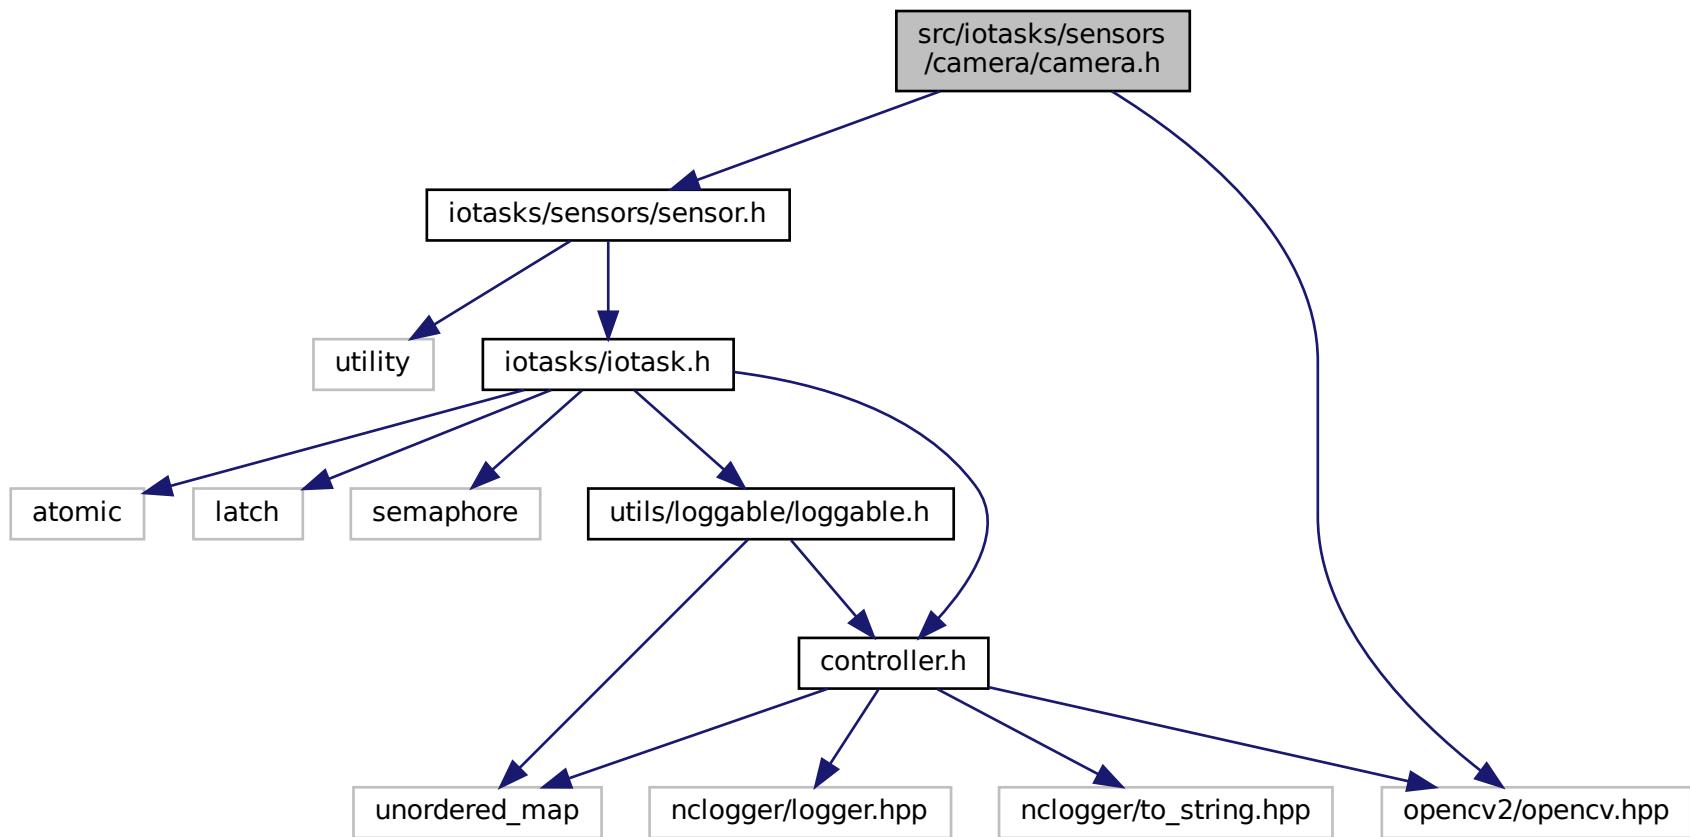 src/iotasks/sensors
/camera/camera.h
iotasks/sensors/sensor.h
utility
iotasks/iotask.h
atomic
latch
semaphore
utils/loggable/loggable.h
controller.h
unordered_map
nclogger/logger.hpp
nclogger/to_string.hpp
opencv2/opencv.hpp